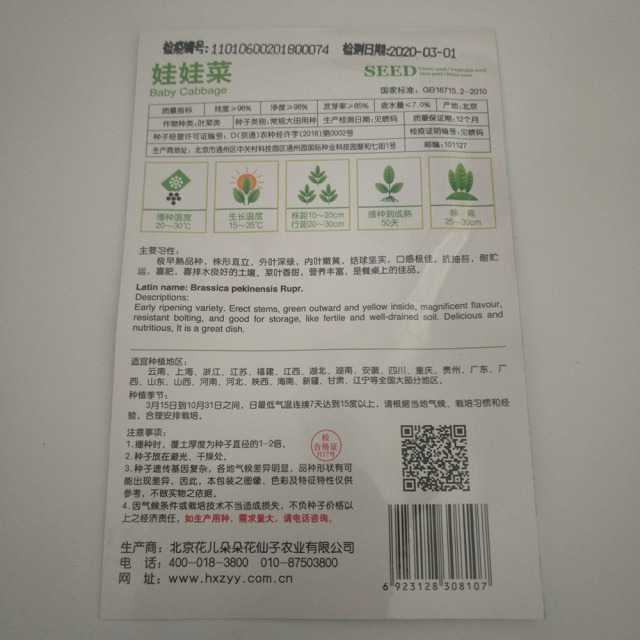 检疫编号:11010600201800074 检测日期:2020-03-01
娃娃菜
Baby Cabbage
SEED
国家标准: GB16715.2-2010
质量指标 纯度≥96% 净度≥98% 发芽率≥85% 含水量≤7.0% 产地:北京
作物种类:叶菜类 种子类别:常规大田用种 生产检测日期:见喷码 质量保证期:12个月
种子经营许可证编号: D(京通)农种经许字(2016)第0002号 检疫证明编号:见喷码
生产商地址: 北京市通州区中关村科技园区通州园国际种业科技园聚和七街1号 邮编:101127
播种温度
20~30℃
生长温度
15~35℃
株距10~20cm
行距20~30cm
播种到成熟
50天
株 高
25~30cm
主要习性:
极早熟品种, 株形直立, 外叶深绿, 内叶嫩黄, 结球坚实, 口感极佳, 抗抽苔, 耐贮
运, 喜肥, 喜排水良好的土壤, 菜叶香甜, 营养丰富, 是餐桌上的佳品。
Latin name: Brassica pekinensis Rupr.
Descriptions:
Early ripening variety. Erect stems, green outward and yellow inside, magnificent flavour,
resistant bolting, and good for storage, like fertile and well-drained soil. Delicious and
nutritious, It is a great dish.
适宜种植地区:
云南、上海、浙江、江苏、福建、江西、湖北、湖南、安徽、四川、重庆、贵州、广东、广
西、山东、山西、河南、河北、陕西、海南、新疆、甘肃、辽宁等全国大部分地区。
种植季节:
3月15日到10月31日之间, 日最低气温连续7天达到15度以上, 请根据当地气候、栽培习惯和经
验, 合理安排栽培。
注意事项:
1.播种时, 覆土厚度为种子直径的1-2倍。
2.种子放在避光、干燥处。
3.种子遗传基因复杂, 各地气候差异明显, 品种形状有可
能出现差异, 因此, 本包装之图像、色彩及特征特性仅供
参考, 不做实物之依据。
4.因气候条件或栽培技术不当造成损失, 不负种子价格以
上之经济责任, 如生产用种, 需求量大, 请电话咨询。
检
合格证
J117号
生产商: 北京花儿朵朵花仙子农业有限公司
电 话: 400-018-3800 010-87503800
网 址: www.hxzyy.com.cn
6 923128 308107